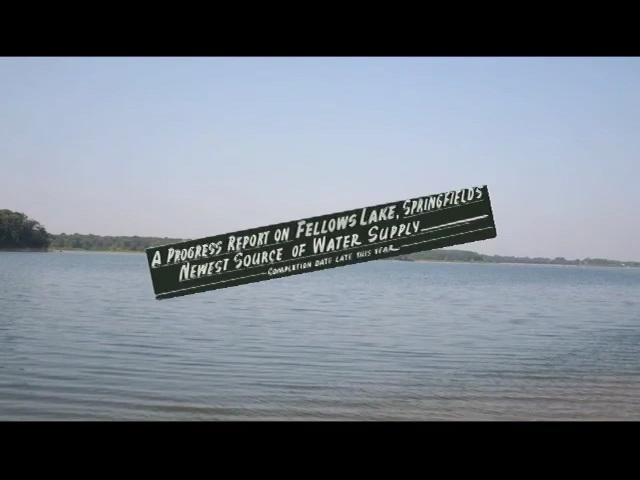 A PROGRESS REPORT ON FELLOWS LAKE, SPRINGFIELD'S
NEWEST SOURCE OF WATER SUPPLY
COMPLETION DATE LATE THIS YEAR